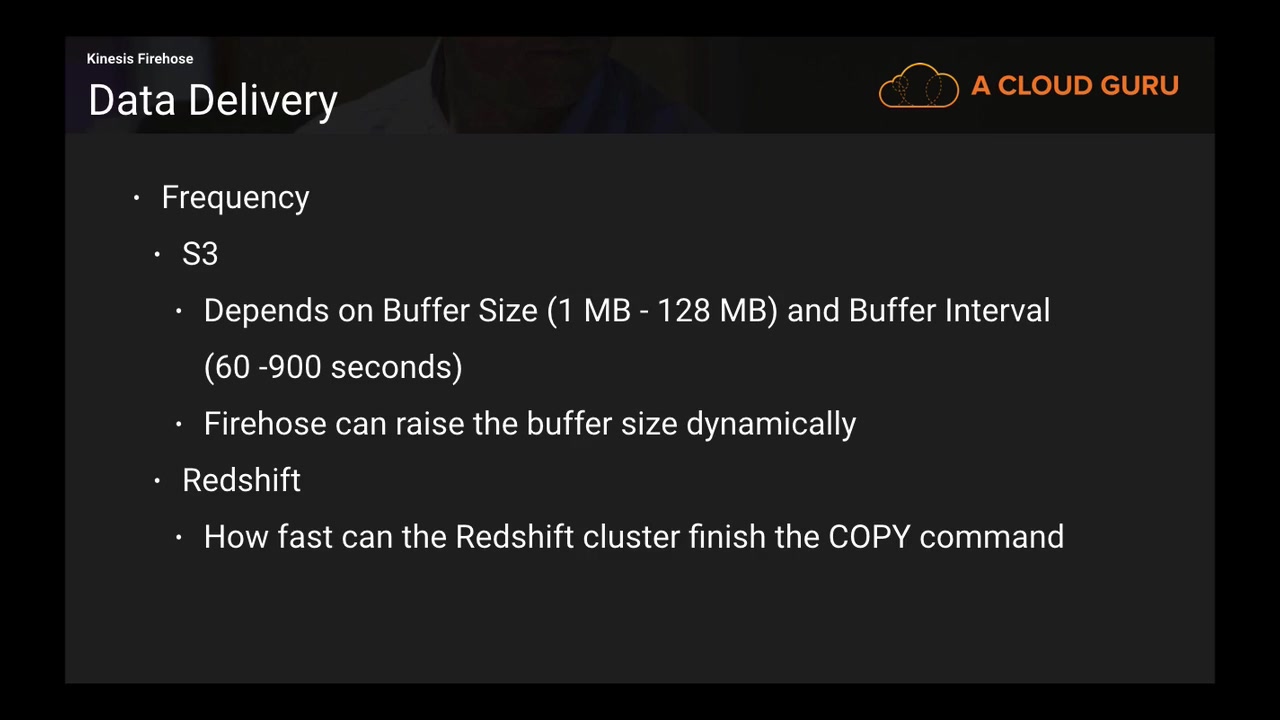 Kinesis Firehose
Data Delivery
A CLOUD GURU
• Frequency
• S3
• Depends on Buffer Size (1 MB - 128 MB) and Buffer Interval
(60 -900 seconds)
• Firehose can raise the buffer size dynamically
• Redshift
• How fast can the Redshift cluster finish the COPY command